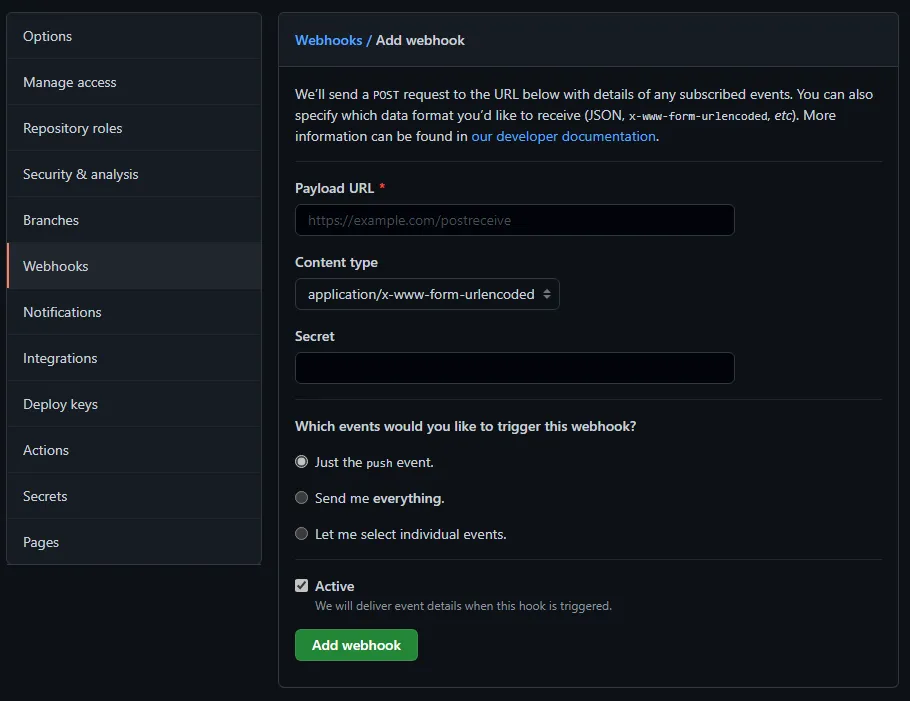 Options
Manage access
Repository roles
Security & analysis
Branches
Webhooks
Notifications
Integrations
Deploy keys
Actions
Secrets
Pages
Webhooks / Add webhook
We’ll send a POST request to the URL below with details of any subscribed events. You can also
specify which data format you’d like to receive (JSON, x-www-form-urlencoded, etc). More
information can be found in our developer documentation.
Payload URL *
https://example.com/postreceive
Content type
application/x-www-form-urlencoded
Secret
Which events would you like to trigger this webhook?
Just the push event.
Send me everything.
Let me select individual events.
Active
We will deliver event details when this hook is triggered.
Add webhook